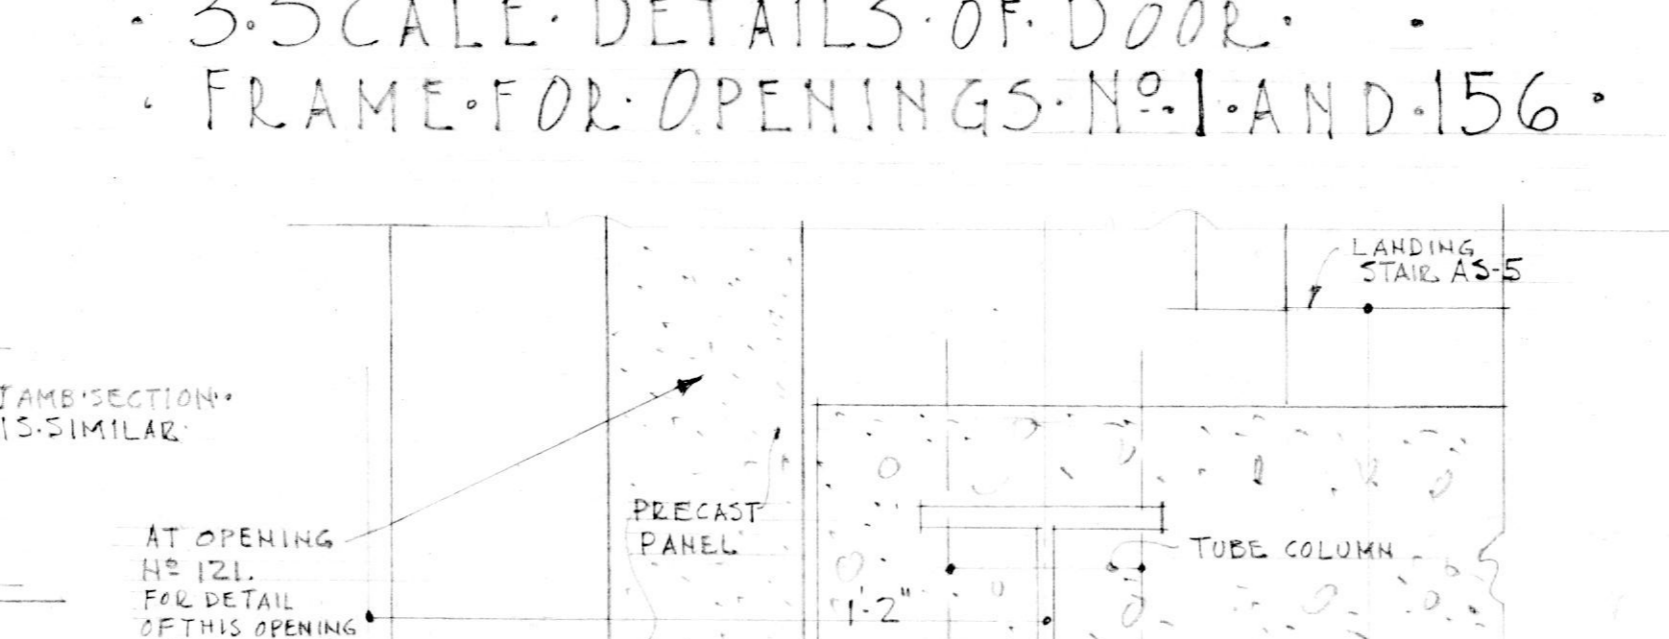 · 3·SCALE· DETAILS· OF· DOOR· ·
· FRAME·FOR· OPENINGS· Nº·1·AND·156·
LANDING
STAIR AS-5
JAMB·SECTION··
IS·SIMILAR·
PRECAST
PANEL
AT OPENING
Nº 121.
FOR DETAIL
OF THIS OPENING
TUBE COLUMN
1'-2"